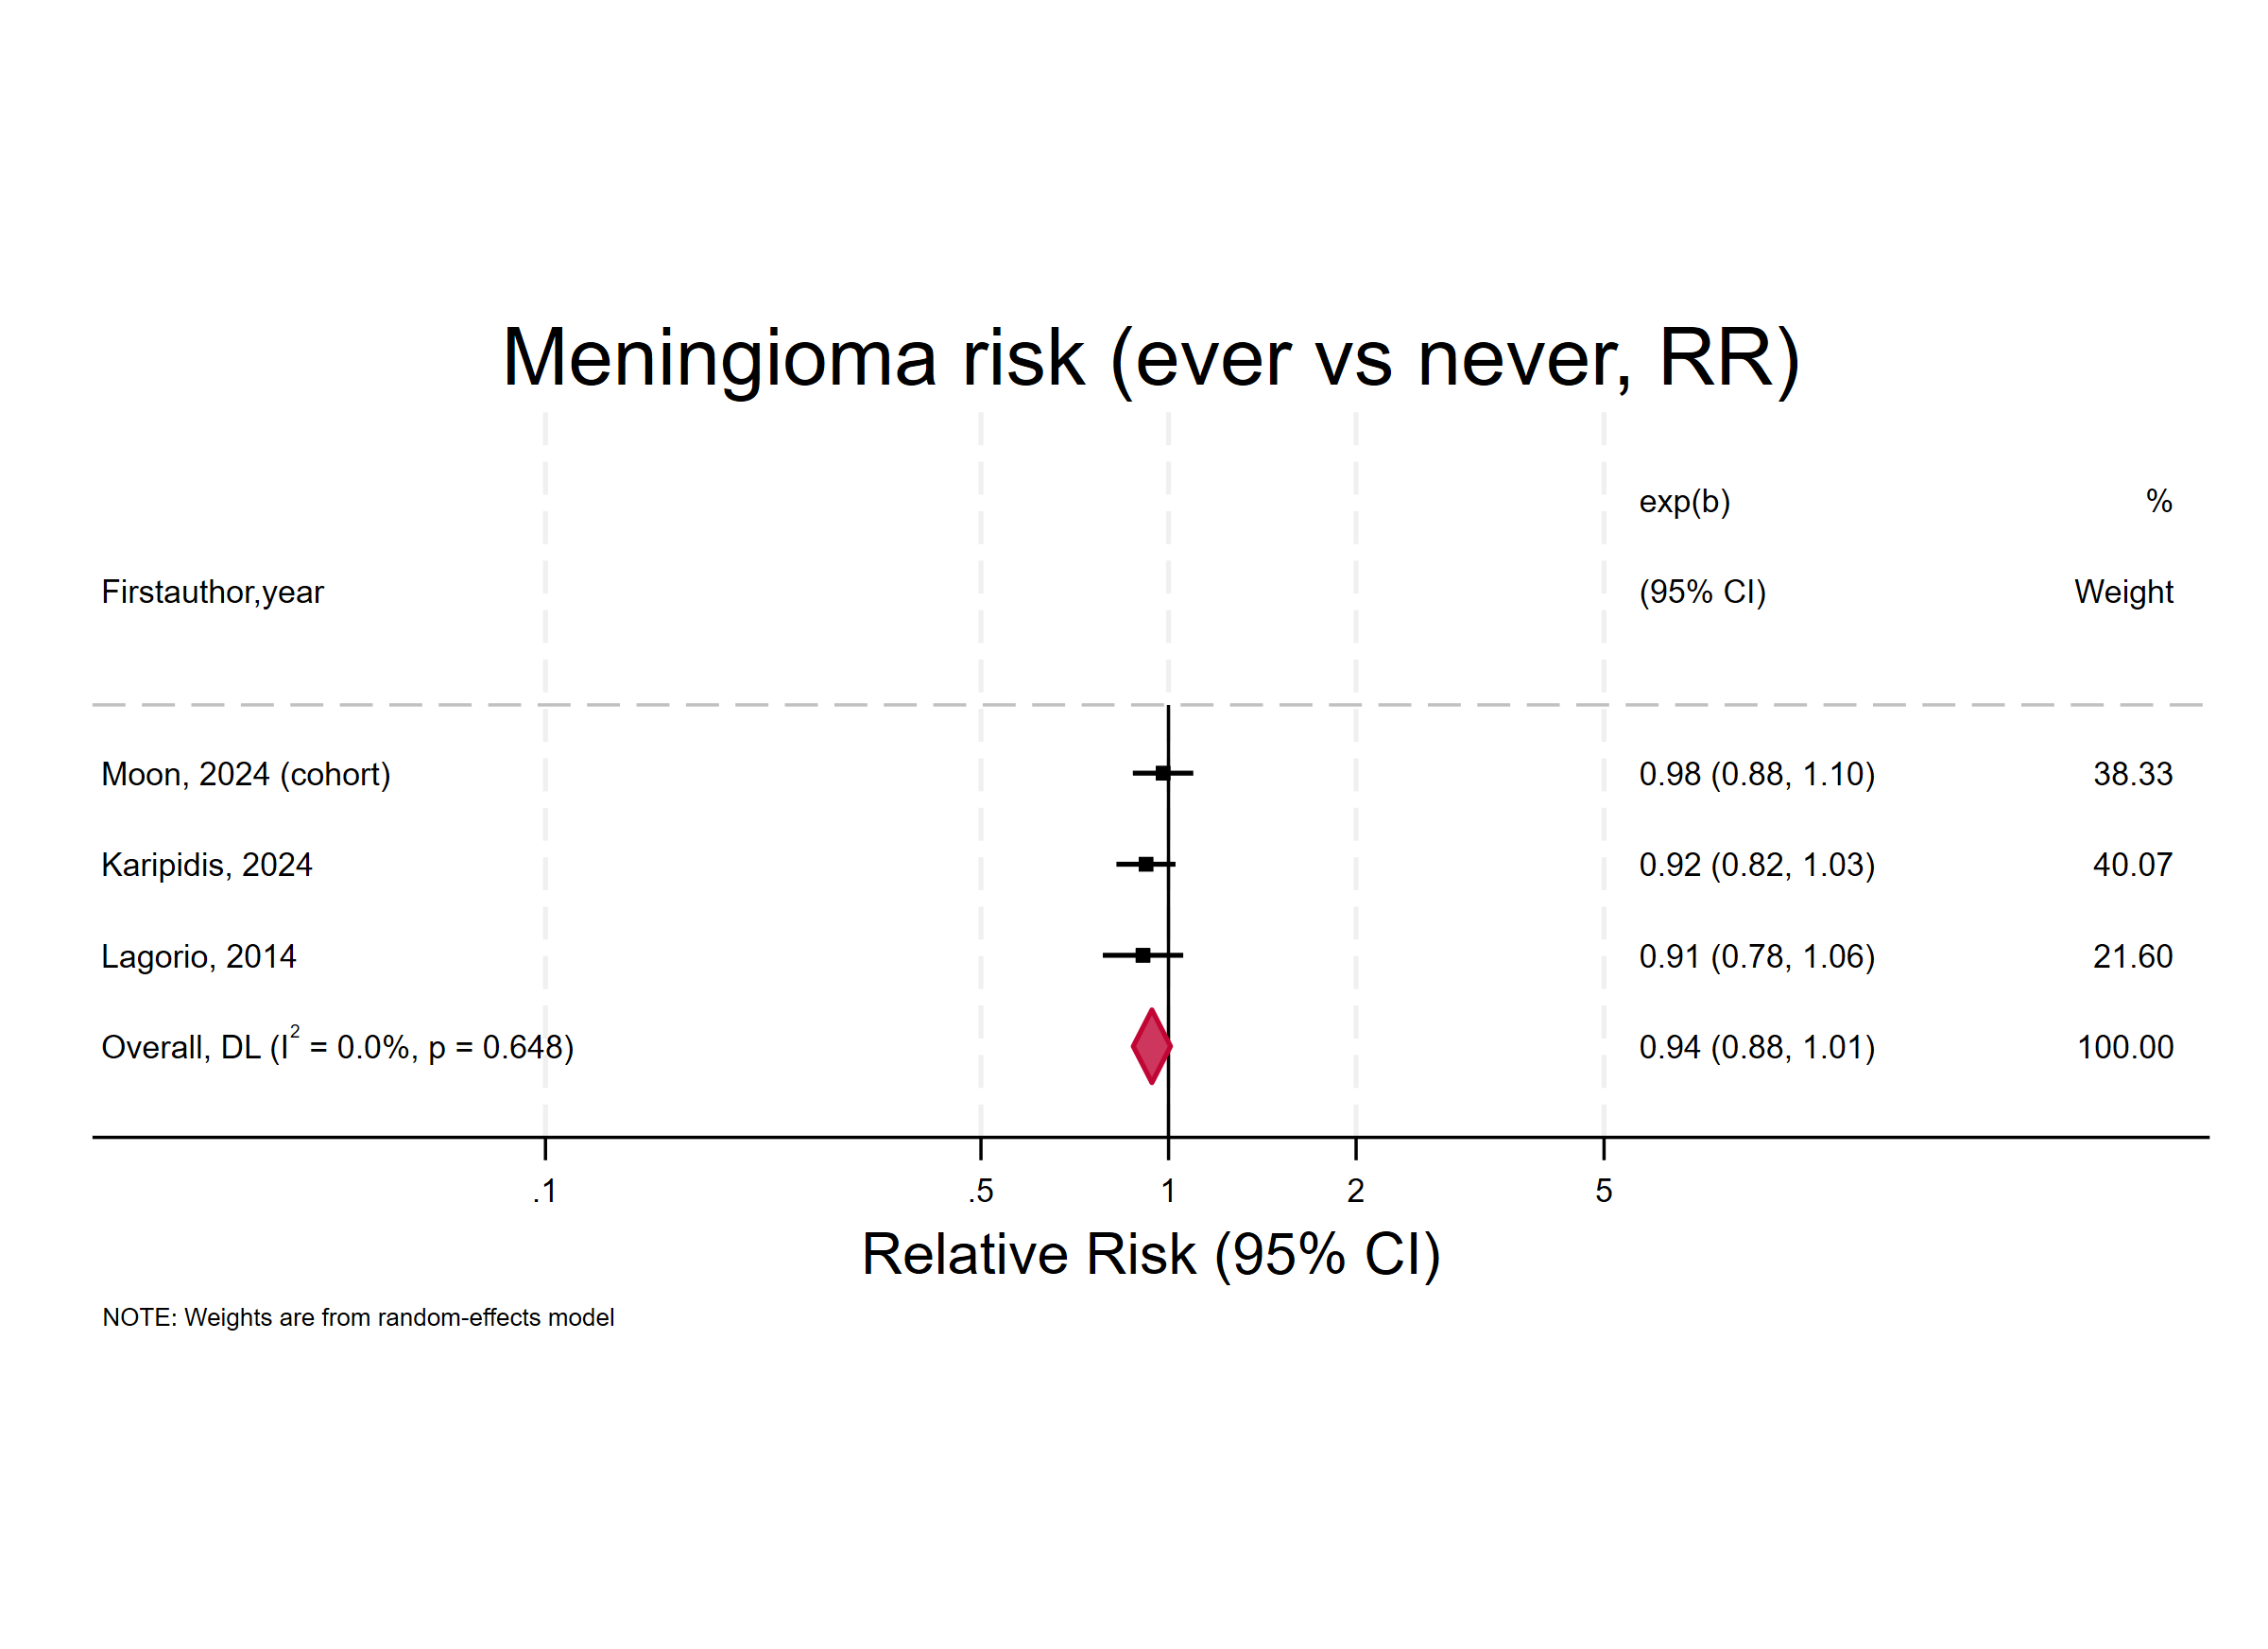 Meningioma risk (ever vs never, RR)
exp(b) %
Firstauthor,year (95% CI) Weight
Moon, 2024 (cohort) 0.98 (0.88, 1.10) 38.33
Karipidis, 2024 0.92 (0.82, 1.03) 40.07
Lagorio, 2014 0.91 (0.78, 1.06) 21.60
Overall, DL (I² = 0.0%, p = 0.648) 0.94 (0.88, 1.01) 100.00
.1 .5 1 2 5
Relative Risk (95% CI)
NOTE: Weights are from random-effects model